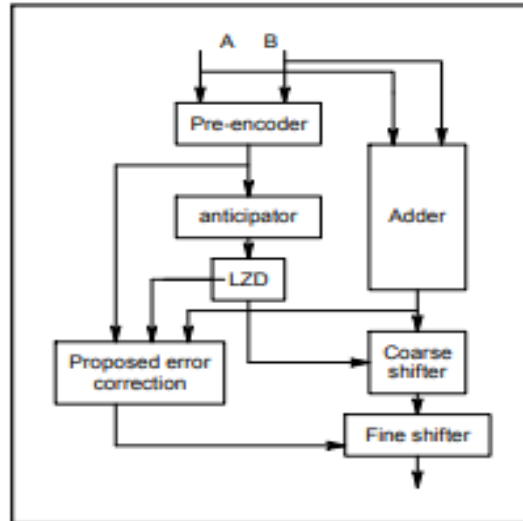 A B
Pre-encoder
anticipator
Adder
LZD
Proposed error
correction
Coarse
shifter
Fine shifter